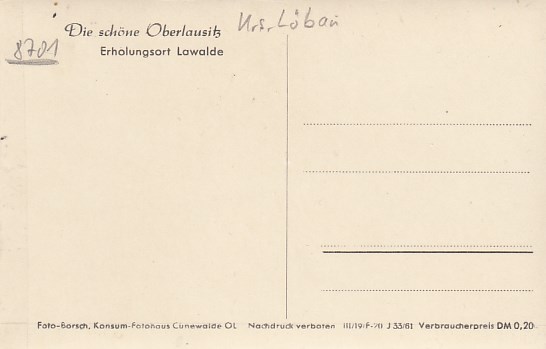 Die schöne Oberlausitz
Krs. Löbau
8701
Erholungsort Lawalde
Foto-Borsch, Konsum-Fotohaus Cunewalde OL Nachdruck verboten III/19/F-20 J 33/61 Verbraucherpreis DM 0,20